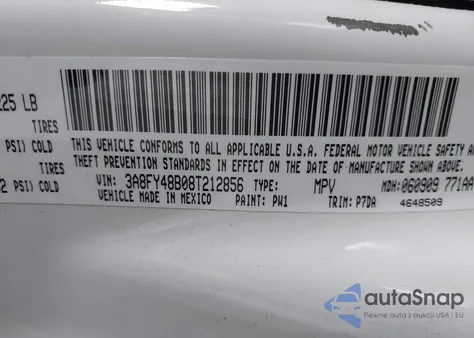 225 LB
TIRES
PSI) COLD
TIRES
2 PSI) COLD
THIS VEHICLE CONFORMS TO ALL APPLICABLE U.S.A. FEDERAL MOTOR VEHICLE SAFETY AN
THEFT PREVENTION STANDARDS IN EFFECT ON THE DATE OF MANUFACTURE SHOWN ABOVE.
VIN: 3A8FY48B08T212856 TYPE: MPV MDH: 060909 771AA
VEHICLE MADE IN MEXICO PAINT: PW1 TRIM: P7DA 4648509
autoSnap
Pewne auta z aukcji USA i EU